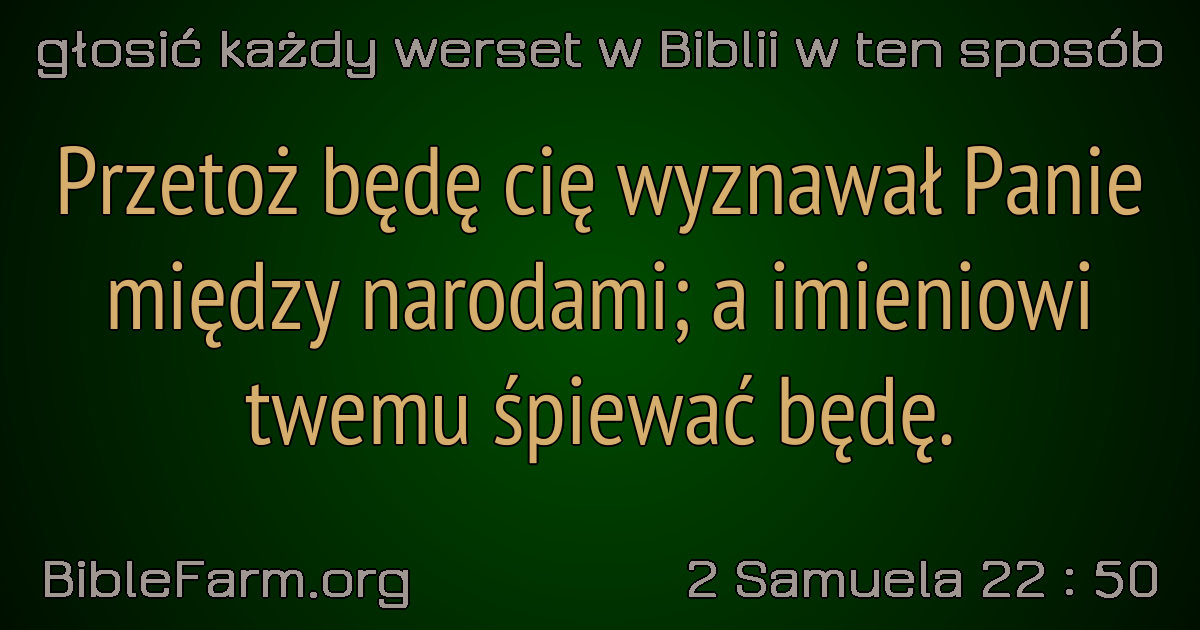 głosić każdy werset w Biblii w ten sposób
Przetoż będę cię wyznawał Panie
między narodami; a imieniowi
twemu śpiewać będę.
BibleFarm.org
2 Samuela 22 : 50